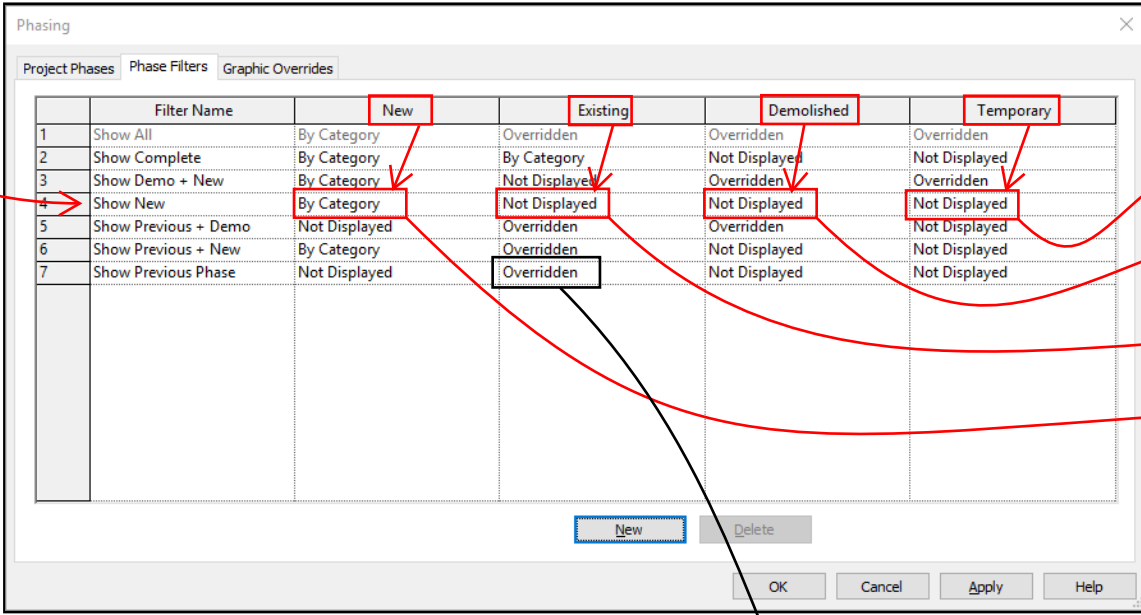 Phasing
Project Phases Phase Filters Graphic Overrides
Filter Name New Existing Demolished Temporary
1 Show All By Category Overridden Overridden Overridden
2 Show Complete By Category By Category Not Displayed Not Displayed
3 Show Demo + New By Category Not Displayed Overridden Overridden
4 Show New By Category Not Displayed Not Displayed Not Displayed
5 Show Previous + Demo Not Displayed Overridden Overridden Not Displayed
6 Show Previous + New By Category Overridden Not Displayed Not Displayed
7 Show Previous Phase Not Displayed Overridden Not Displayed Not Displayed
New Delete
OK Cancel Apply Help